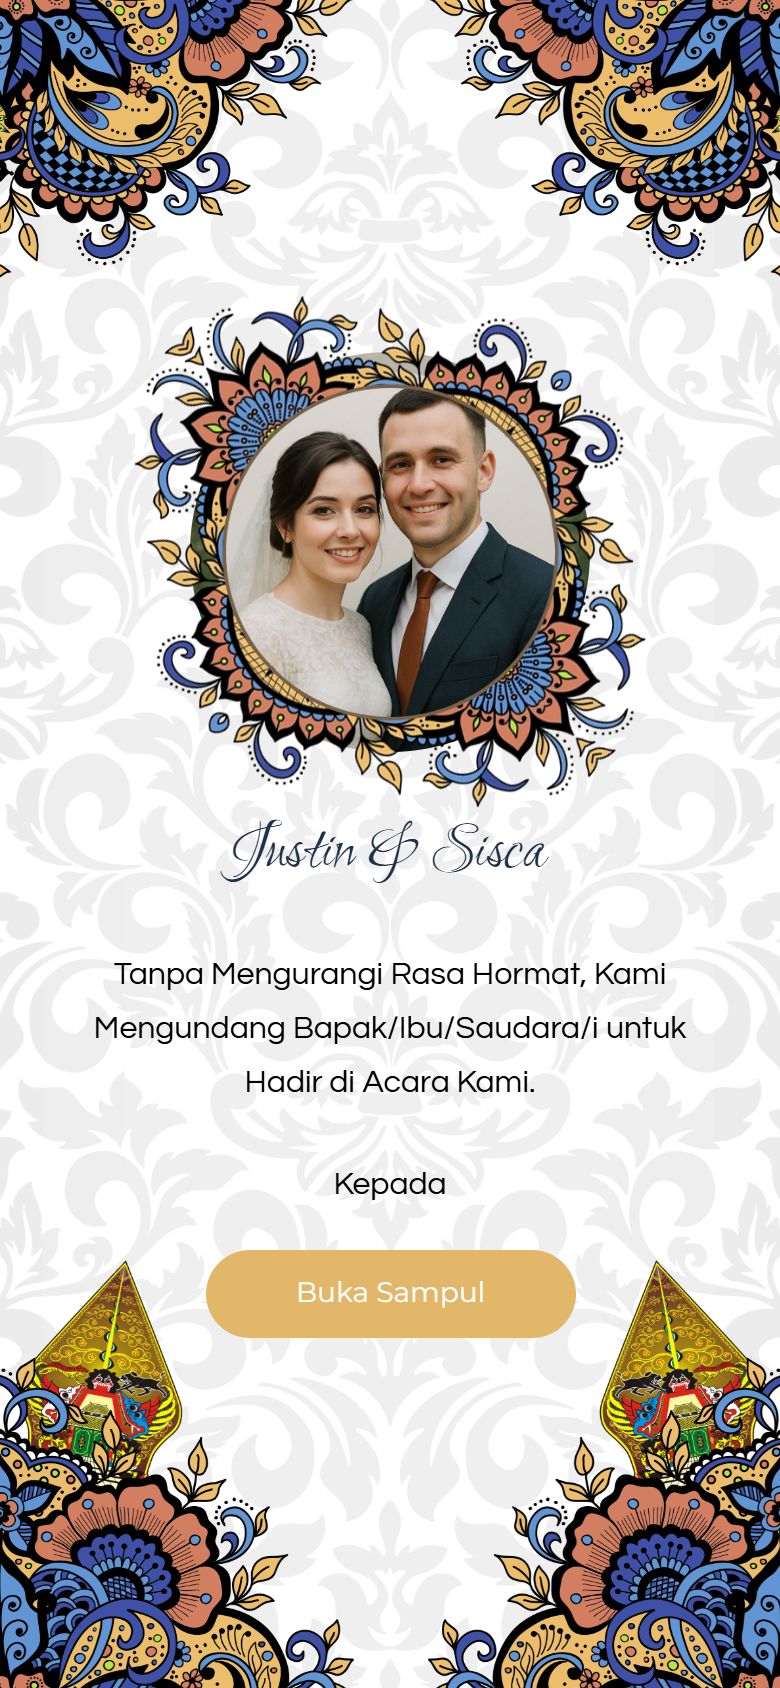 Justin & Sisca
Tanpa Mengurangi Rasa Hormat, Kami
Mengundang Bapak/Ibu/Saudara/i untuk
Hadir di Acara Kami.
Kepada
Buka Sampul